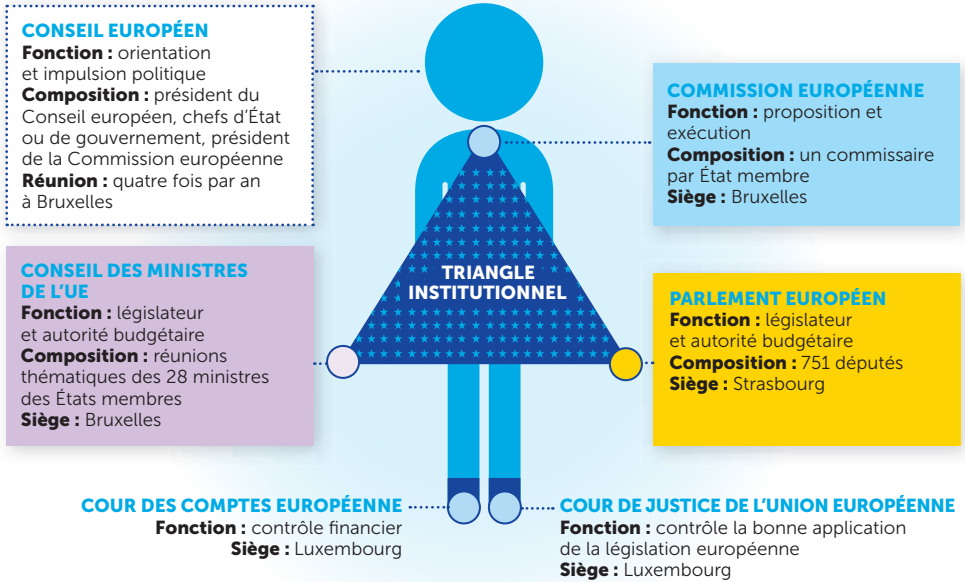 CONSEIL EUROPÉEN
Fonction : orientation
et impulsion politique
Composition : président du
Conseil européen, chefs d'État
ou de gouvernement, président
de la Commission européenne
Réunion : quatre fois par an
à Bruxelles
COMMISSION EUROPÉENNE
Fonction : proposition et
exécution
Composition : un commissaire
par État membre
Siège : Bruxelles
CONSEIL DES MINISTRES
DE L'UE
Fonction : législateur
et autorité budgétaire
Composition : réunions
thématiques des 28 ministres
des États membres
Siège : Bruxelles
TRIANGLE
INSTITUTIONNEL
PARLEMENT EUROPÉEN
Fonction : législateur
et autorité budgétaire
Composition : 751 députés
Siège : Strasbourg
COUR DES COMPTES EUROPÉENNE
Fonction : contrôle financier
Siège : Luxembourg
COUR DE JUSTICE DE L'UNION EUROPÉENNE
Fonction : contrôle la bonne application
de la législation européenne
Siège : Luxembourg